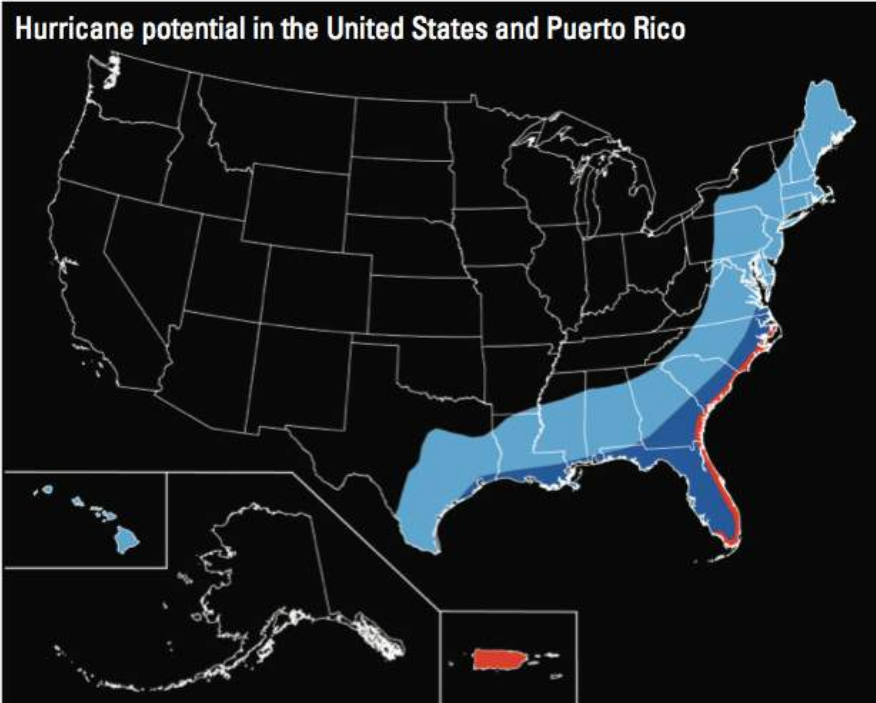 Hurricane potential in the United States and Puerto Rico